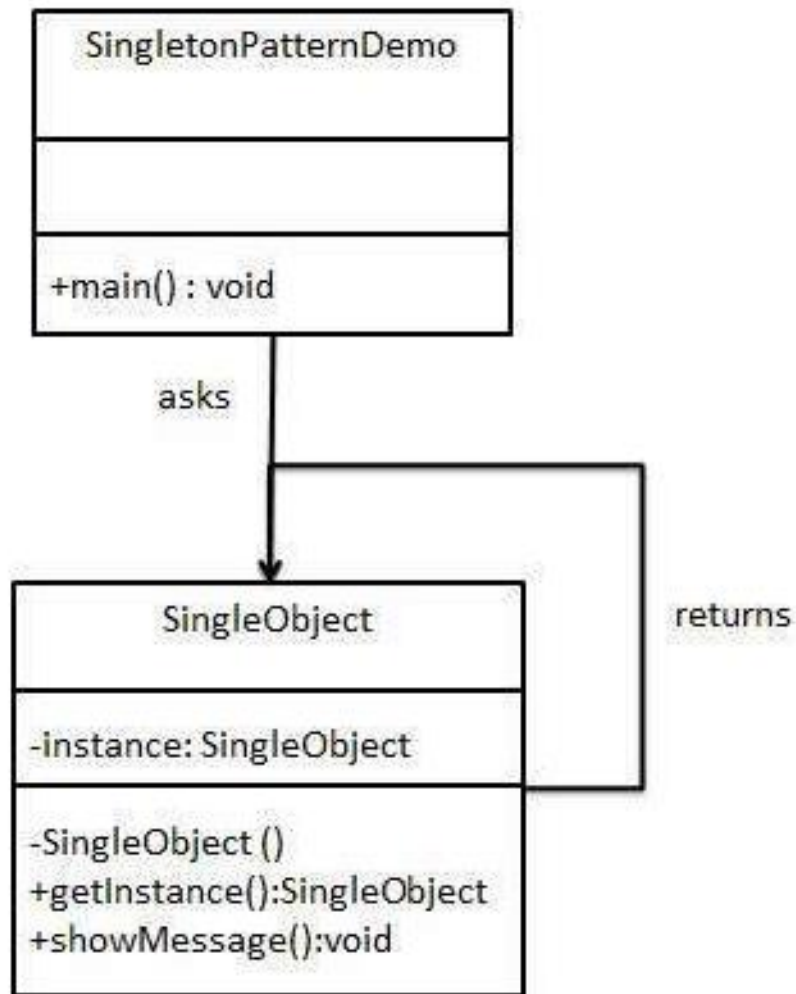 SingletonPatternDemo
+main() : void
asks
SingleObject
returns
-instance: SingleObject
-SingleObject ()
+getInstance():SingleObject
+showMessage():void